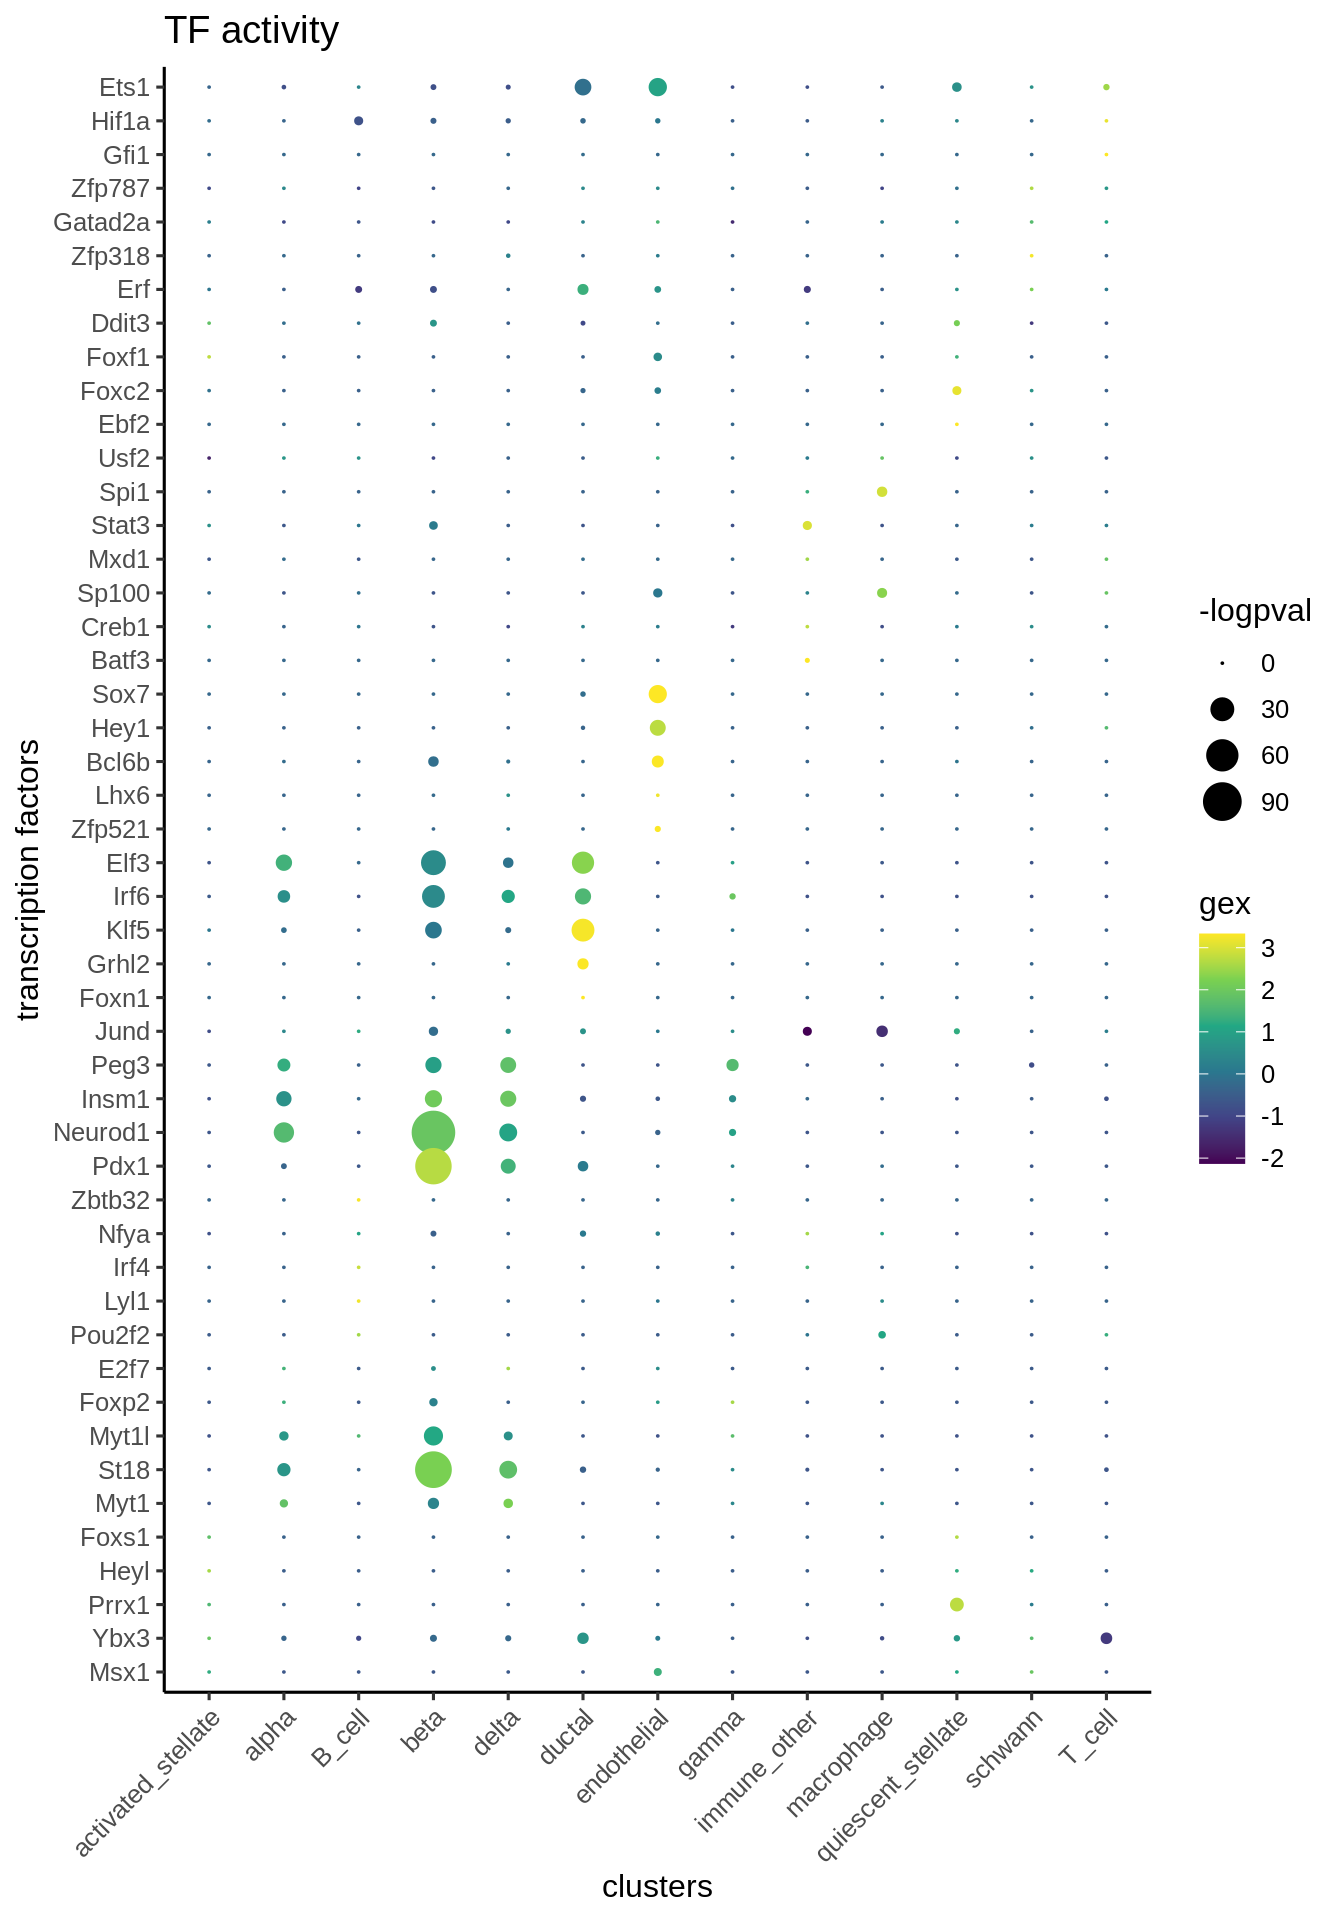 TF activity
Ets1
Hif1a
Gfi1
Zfp787
Gatad2a
Zfp318
Erf
Ddit3
Foxf1
Foxc2
Ebf2
Usf2
Spi1
Stat3
Mxd1
Sp100
Creb1
Batf3
Sox7
Hey1
Bcl6b
Lhx6
Zfp521
Elf3
Irf6
Klf5
Grhl2
Foxn1
Jund
Peg3
Insm1
Neurod1
Pdx1
Zbtb32
Nfya
Irf4
Lyl1
Pou2f2
E2f7
Foxp2
Myt1l
St18
Myt1
Foxs1
Heyl
Prrx1
Ybx3
Msx1
transcription factors
activated_stellate
alpha
B_cell
beta
delta
ductal
endothelial
gamma
immune_other
macrophage
quiescent_stellate
schwann
T_cell
clusters
-logpval
0
30
60
90
gex
3
2
1
0
-1
-2